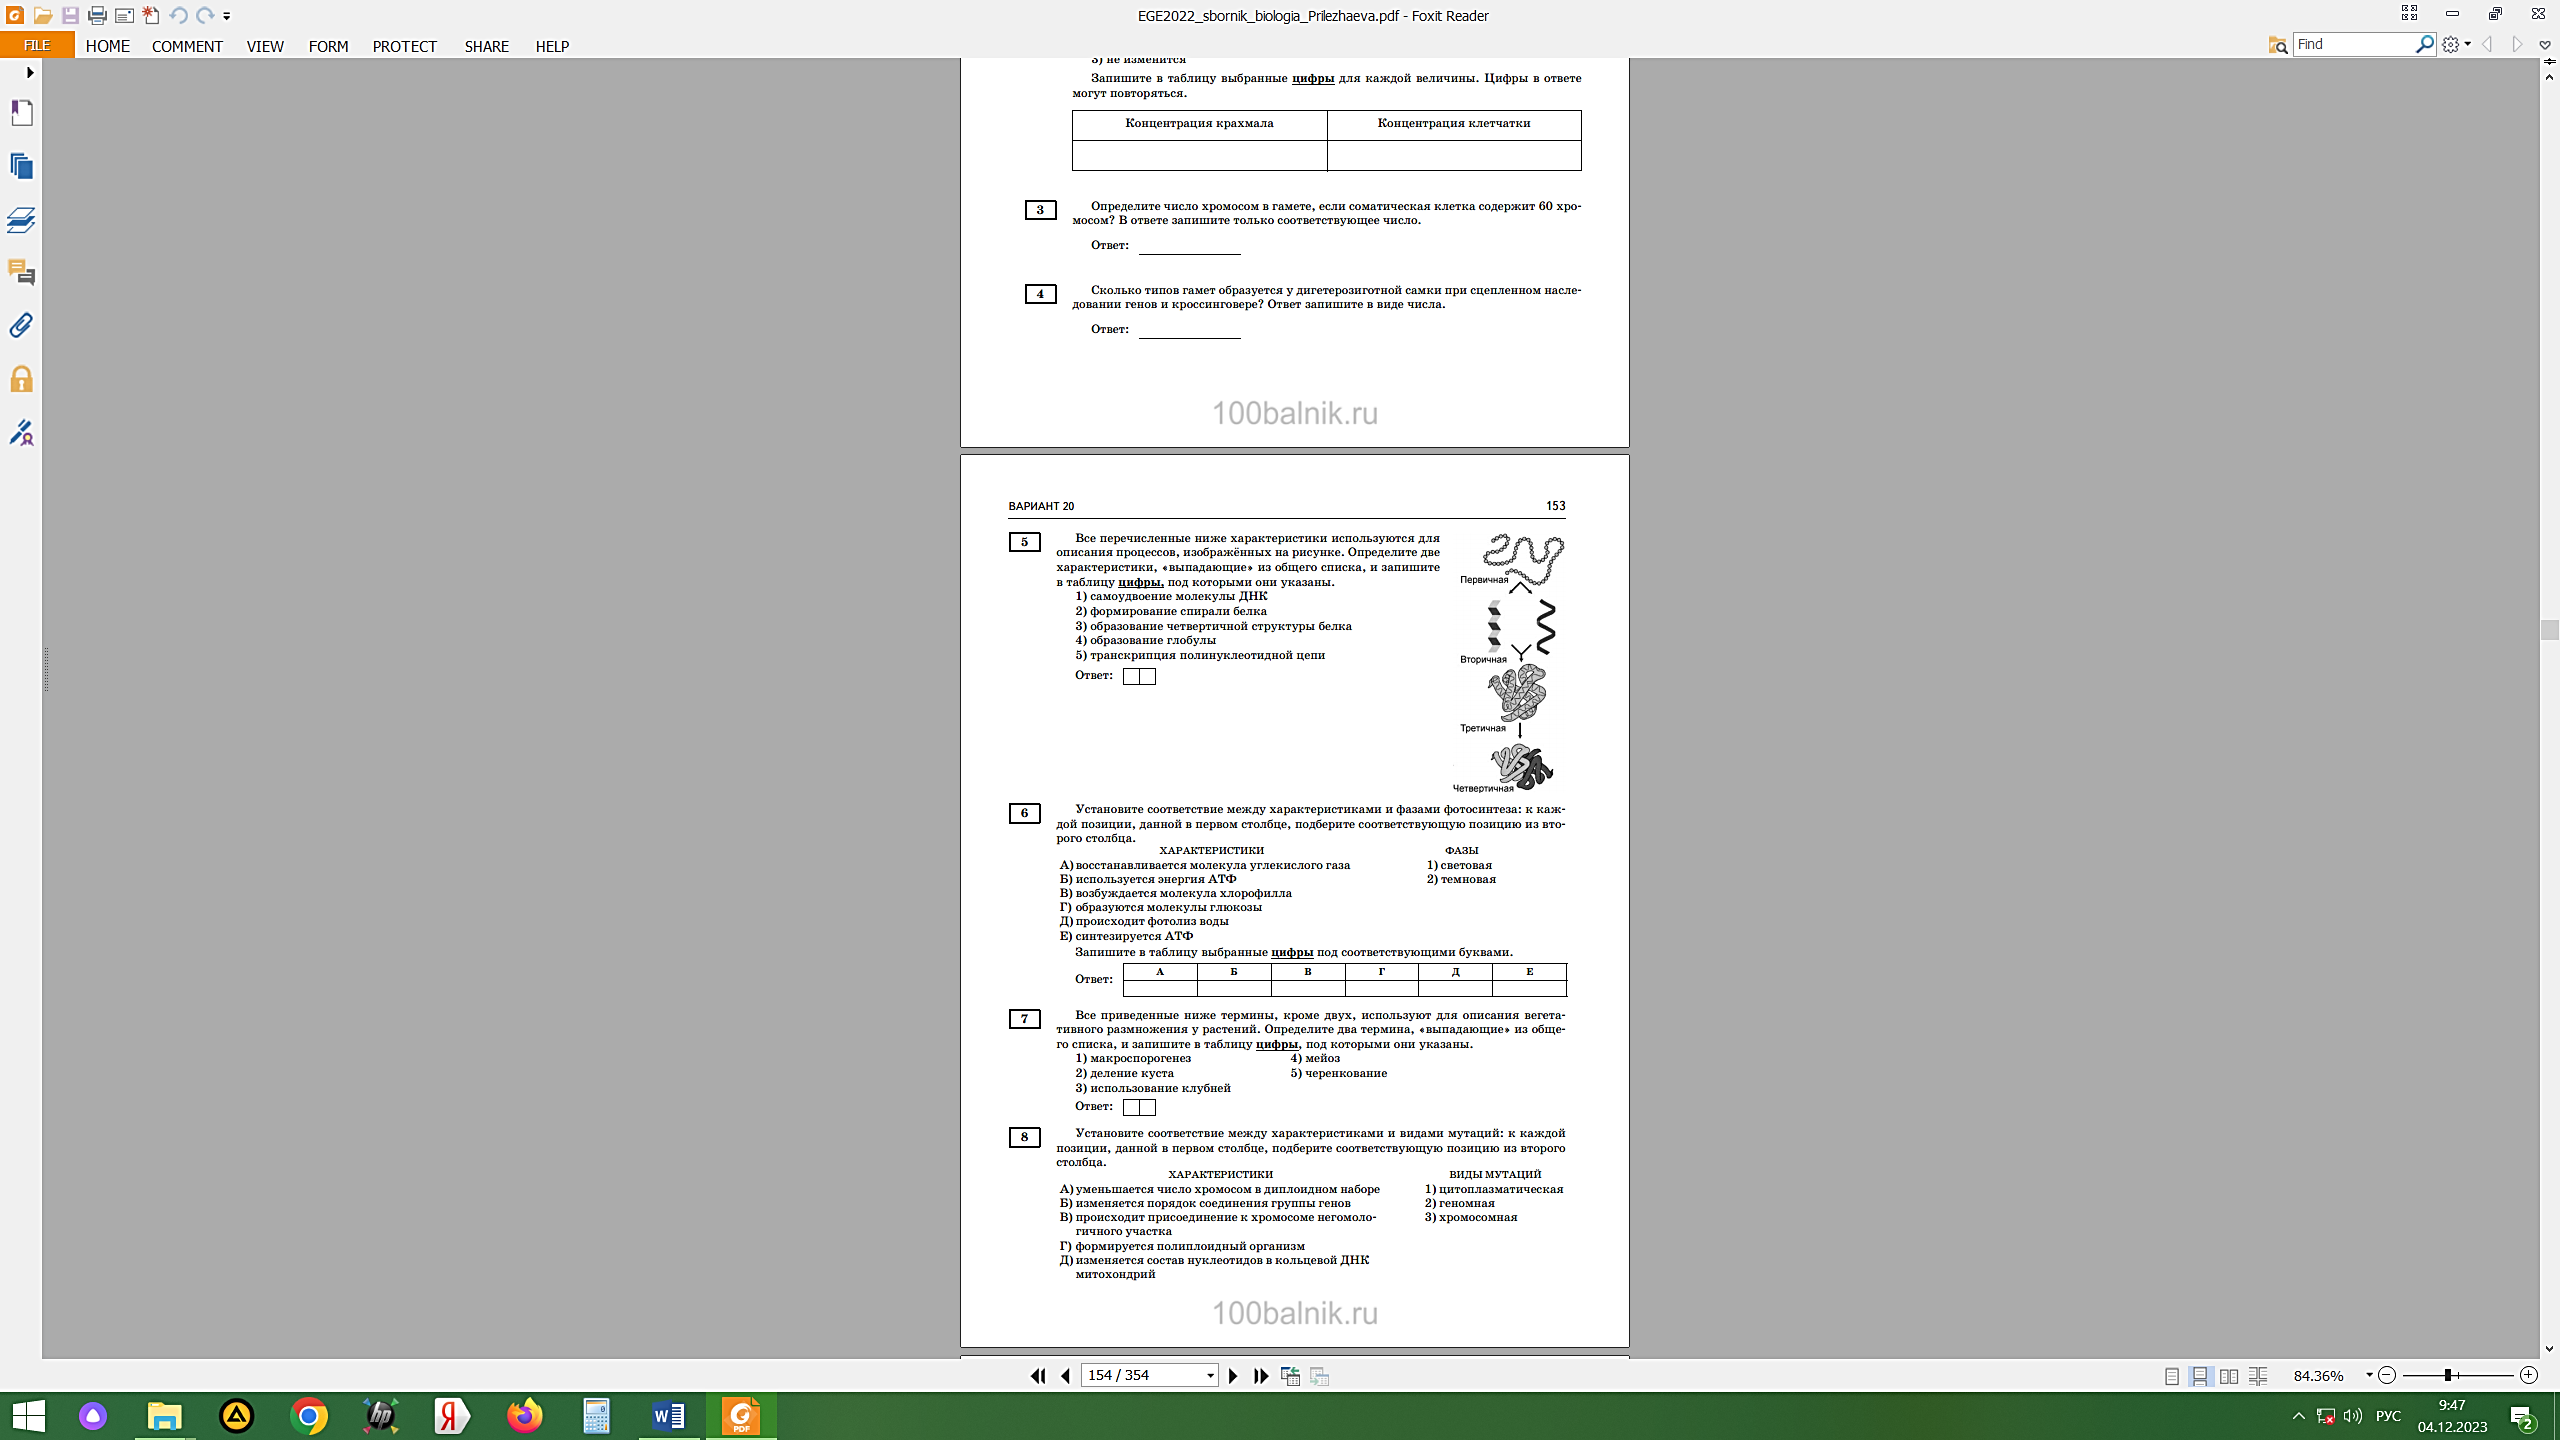 EGE2022_sbornik_biologia_Prilezhaeva.pdf - Foxit Reader
FILE HOME COMMENT VIEW FORM PROTECT SHARE HELP
Find
3) не изменится
Запишите в таблицу выбранные цифры для каждой величины. Цифры в ответе
могут повторяться.
Концентрация крахмала Концентрация клетчатки
3 Определите число хромосом в гамете, если соматическая клетка содержит 60 хро-
мосом? В ответе запишите только соответствующее число.
Ответ:
4 Сколько типов гамет образуется у дигетерозиготной самки при сцепленном насле-
довании генов и кроссинговере? Ответ запишите в виде числа.
Ответ:
100balnik.ru
ВАРИАНТ 20 153
5 Все перечисленные ниже характеристики используются для
описания процессов, изображённых на рисунке. Определите две
характеристики, «выпадающие» из общего списка, и запишите
в таблицу цифры, под которыми они указаны.
1) самоудвоение молекулы ДНК
2) формирование спирали белка
3) образование четвертичной структуры белка
4) образование глобулы
5) транскрипция полинуклеотидной цепи
Ответ:
Первичная
Вторичная
Третичная
Четвертичная
6 Установите соответствие между характеристиками и фазами фотосинтеза: к каж-
дой позиции, данной в первом столбце, подберите соответствующую позицию из вто-
рого столбца.
ХАРАКТЕРИСТИКИ ФАЗЫ
А) восстанавливается молекула углекислого газа 1) световая
Б) используется энергия АТФ 2) темновая
В) возбуждается молекула хлорофилла
Г) образуются молекулы глюкозы
Д) происходит фотолиз воды
Е) синтезируется АТФ
Запишите в таблицу выбранные цифры под соответствующими буквами.
Ответ: А Б В Г Д Е
7 Все приведенные ниже термины, кроме двух, используют для описания вегета-
тивного размножения у растений. Определите два термина, «выпадающие» из обще-
го списка, и запишите в таблицу цифры, под которыми они указаны.
1) макроспорогенез 4) мейоз
2) деление куста 5) черенкование
3) использование клубней
Ответ:
8 Установите соответствие между характеристиками и видами мутаций: к каждой
позиции, данной в первом столбце, подберите соответствующую позицию из второго
столбца.
ХАРАКТЕРИСТИКИ ВИДЫ МУТАЦИЙ
А) уменьшается число хромосом в диплоидном наборе 1) цитоплазматическая
Б) изменяется порядок соединения группы генов 2) геномная
В) происходит присоединение к хромосоме негомоло- 3) хромосомная
гичного участка
Г) формируется полиплоидный организм
Д) изменяется состав нуклеотидов в кольцевой ДНК
митохондрий
100balnik.ru
154 / 354 84.36%
РУС 9:47
04.12.2023 2